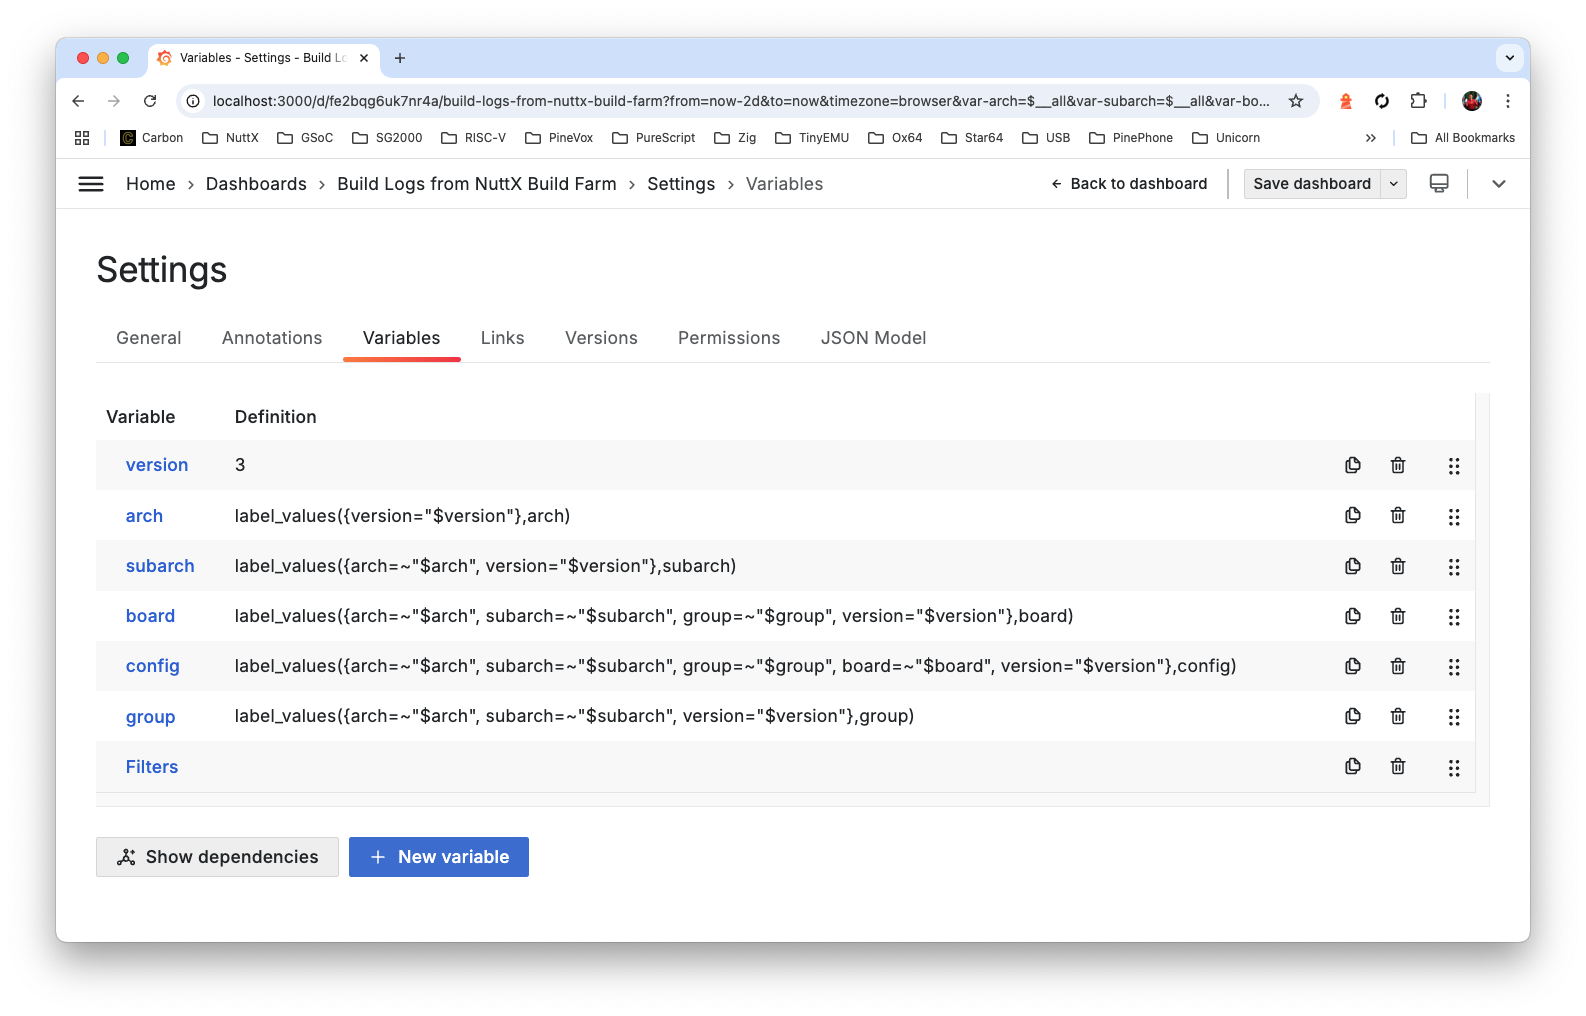 Variables - Settings - Build Lo
localhost:3000/d/fe2bqg6uk7nr4a/build-logs-from-nuttx-build-farm?from=now-2d&to=now&timezone=browser&var-arch=$__all&var-subarch=$__all&var-bo...
Carbon NuttX GSoC SG2000 RISC-V PineVox PureScript Zig TinyEMU Ox64 Star64 USB PinePhone Unicorn » All Bookmarks
Home › Dashboards › Build Logs from NuttX Build Farm › Settings › Variables ← Back to dashboard Save dashboard
Settings
General Annotations Variables Links Versions Permissions JSON Model
Variable Definition
version 3
arch label_values({version="$version"},arch)
subarch label_values({arch=~"$arch", version="$version"},subarch)
board label_values({arch=~"$arch", subarch=~"$subarch", group=~"$group", version="$version"},board)
config label_values({arch=~"$arch", subarch=~"$subarch", group=~"$group", board=~"$board", version="$version"},config)
group label_values({arch=~"$arch", subarch=~"$subarch", version="$version"},group)
Filters
Show dependencies + New variable